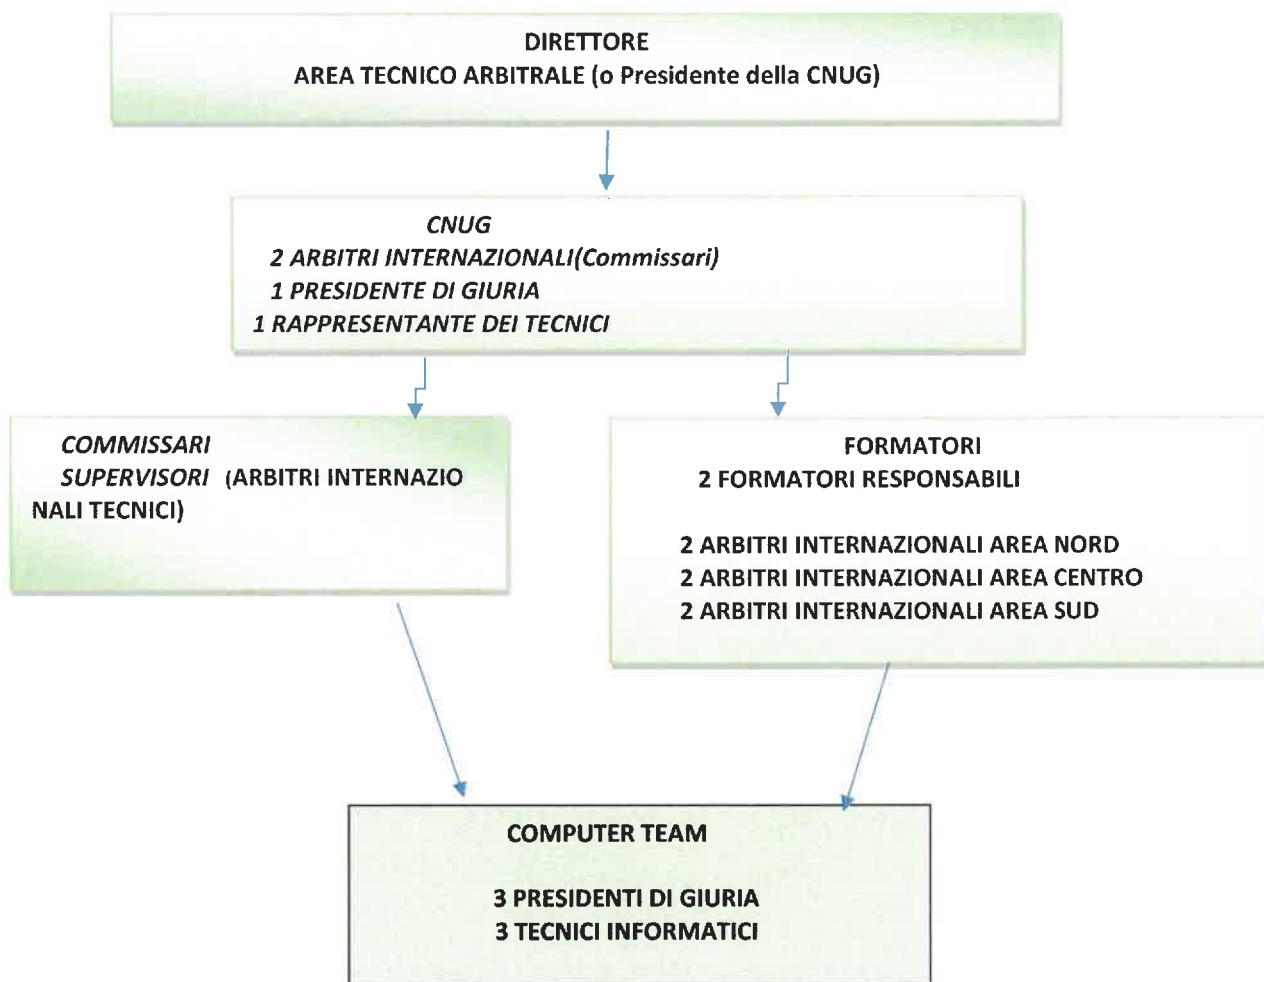 DIRETTORE
AREA TECNICO ARBITRALE (o Presidente della CNUG)
CNUG
2 ARBITRI INTERNAZIONALI(Commissari)
1 PRESIDENTE DI GIURIA
1 RAPPRESENTANTE DEI TECNICI
COMMISSARI
SUPERVISORI (ARBITRI INTERNAZIO
NALI TECNICI)
FORMATORI
2 FORMATORI RESPONSABILI
2 ARBITRI INTERNAZIONALI AREA NORD
2 ARBITRI INTERNAZIONALI AREA CENTRO
2 ARBITRI INTERNAZIONALI AREA SUD
COMPUTER TEAM
3 PRESIDENTI DI GIURIA
3 TECNICI INFORMATICI